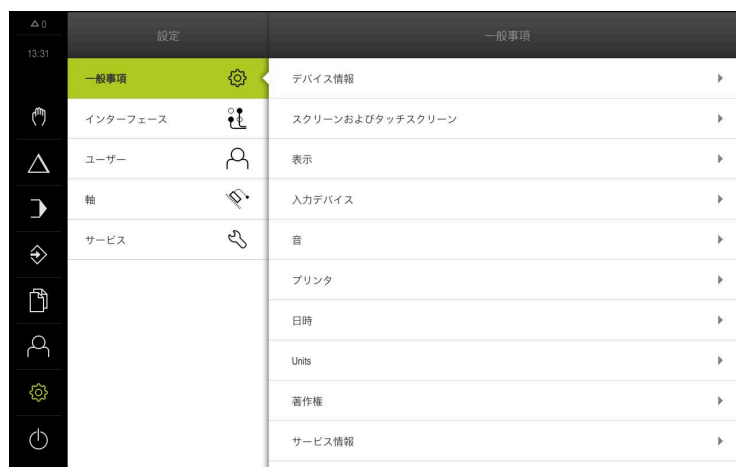 △ 0
13:31
設定
一般事項
一般事項
インターフェース
ユーザー
軸
サービス
デバイス情報
スクリーンおよびタッチスクリーン
表示
入力デバイス
音
プリンタ
日時
Units
著作権
サービス情報